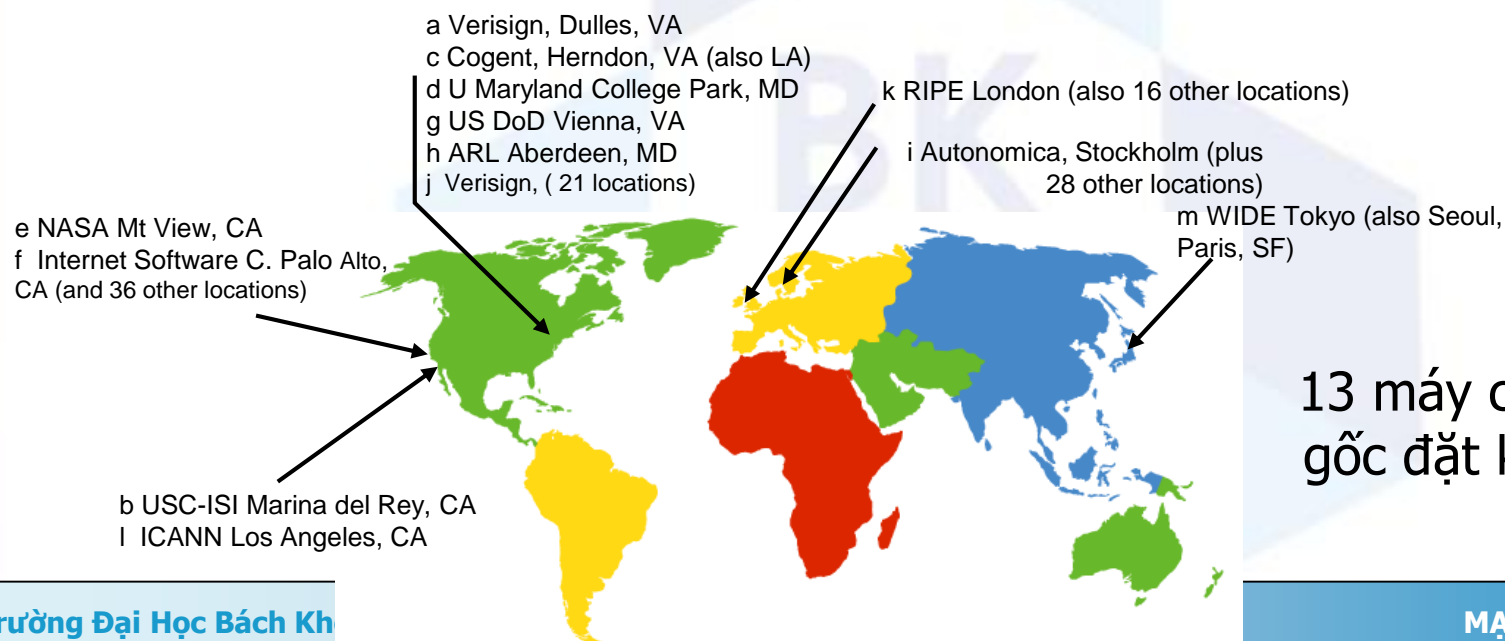 a Verisign, Dulles, VA
c Cogent, Herndon, VA (also LA)
d U Maryland College Park, MD
g US DoD Vienna, VA
h ARL Aberdeen, MD
j Verisign, ( 21 locations)
k RIPE London (also 16 other locations)
i Autonomica, Stockholm (plus
28 other locations)
m WIDE Tokyo (also Seoul,
Paris, SF)
e NASA Mt View, CA
f Internet Software C. Palo Alto,
CA (and 36 other locations)
b USC-ISI Marina del Rey, CA
l ICANN Los Angeles, CA
13 máy
gốc đặt
BK
Đại Học Bách